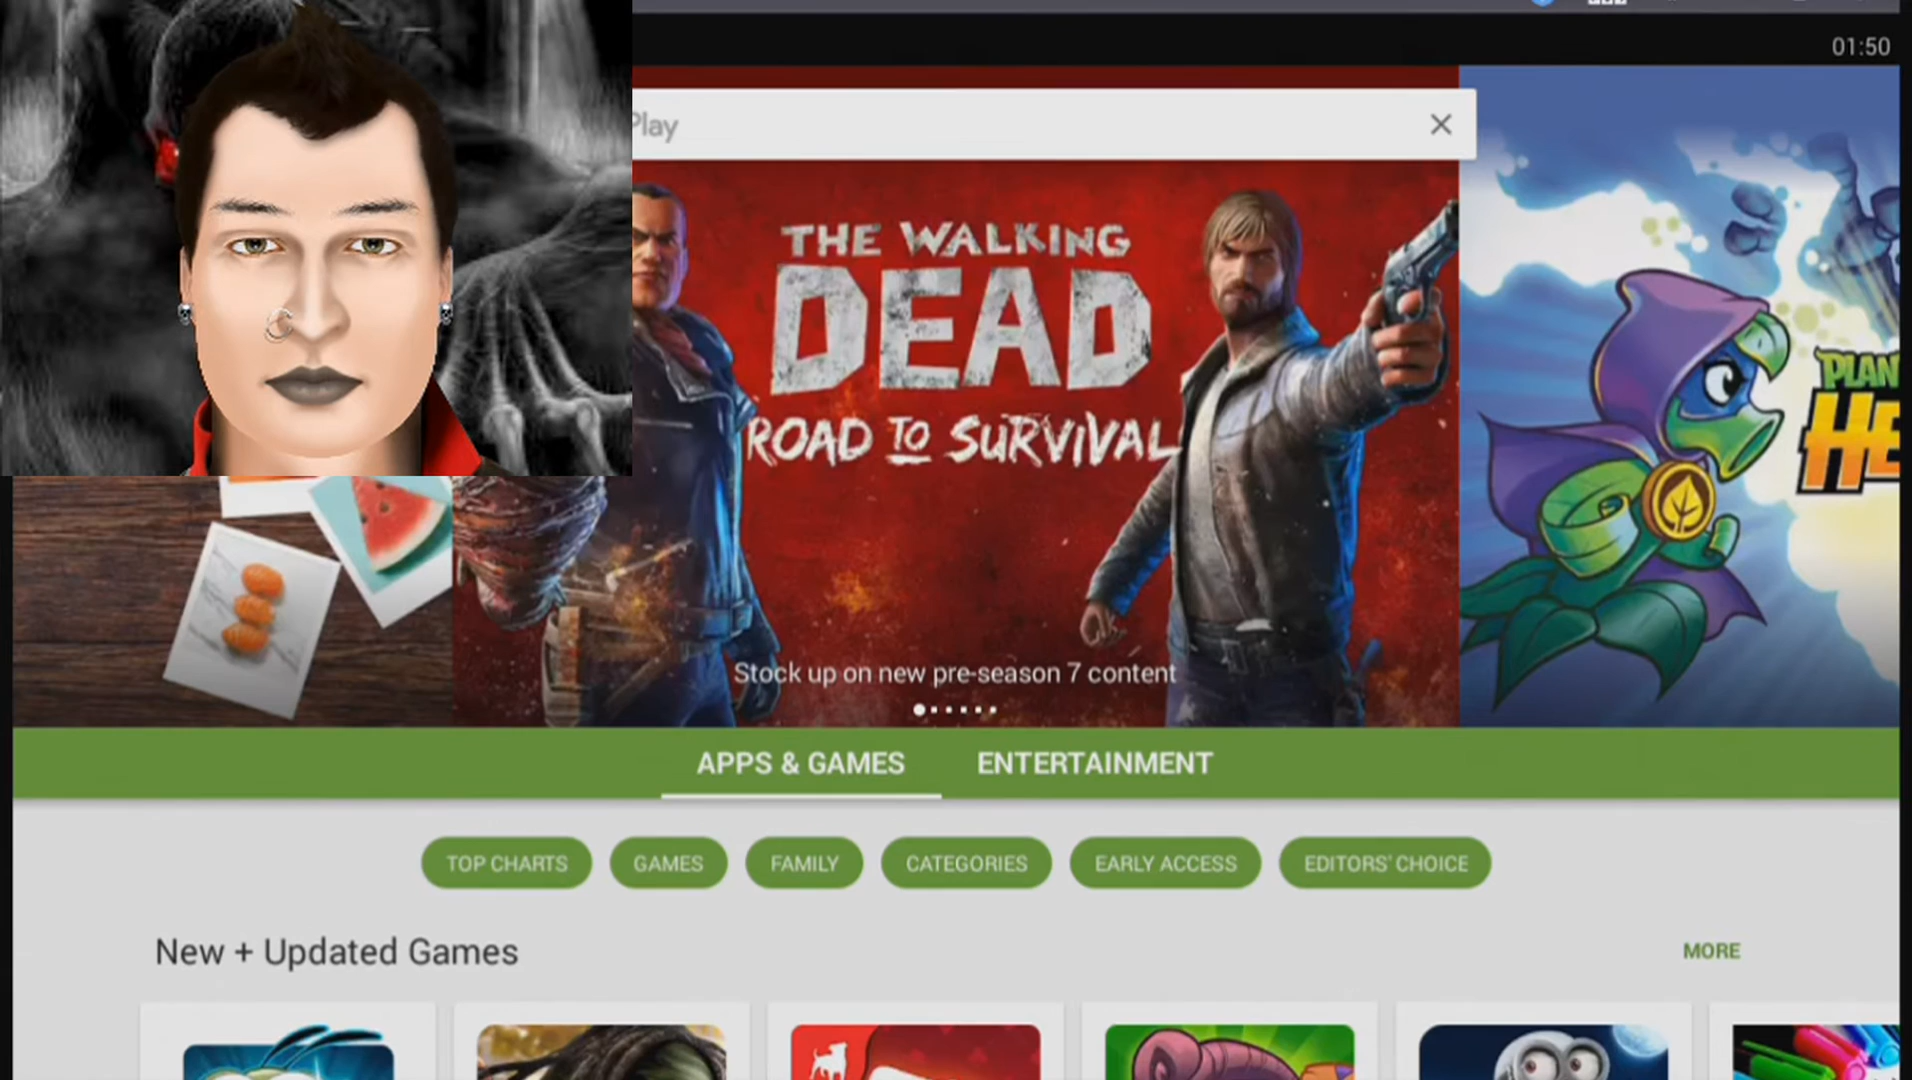 01:50
Play
THE WALKING
DEAD
ROAD TO SURVIVAL
PLAN
HE
Stock up on new pre-season 7 content
APPS & GAMES
ENTERTAINMENT
TOP CHARTS
GAMES
FAMILY
CATEGORIES
EARLY ACCESS
EDITORS' CHOICE
New + Updated Games
MORE